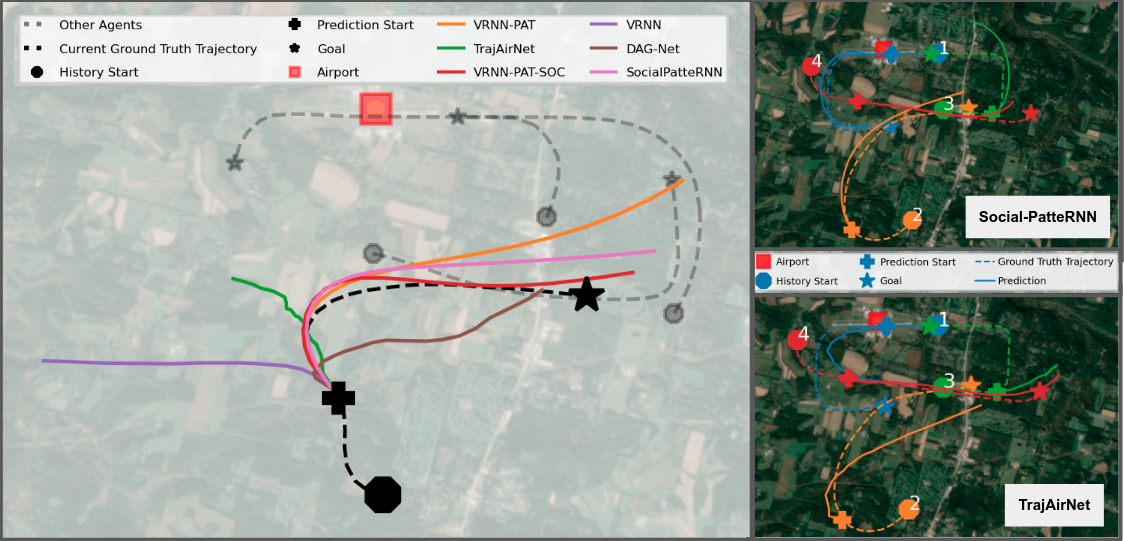 Other Agents
Current Ground Truth Trajectory
History Start
Prediction Start
Goal
Airport
VRNN-PAT
TrajAirNet
VRNN-PAT-SOC
VRNN
DAG-Net
SocialPatteRNN
1
4
3
2
Social-PatteRNN
Airport
History Start
Prediction Start
Goal
Ground Truth Trajectory
Prediction
1
4
3
2
TrajAirNet